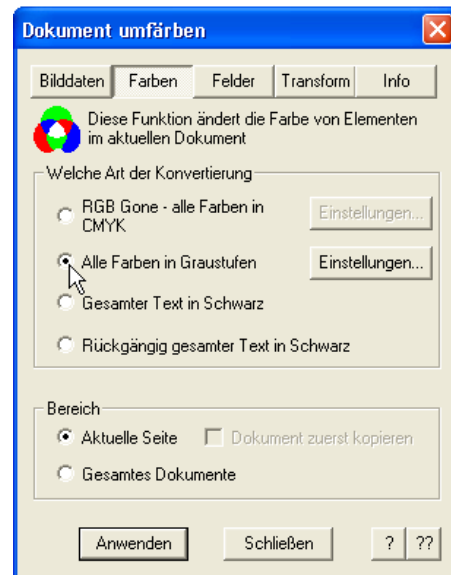 Dokument umfärben
Bilddaten Farben Felder Transform Info
Diese Funktion ändert die Farbe von Elementen
im aktuellen Dokument
Welche Art der Konvertierung
RGB Gone - alle Farben in
CMYK
Einstellungen...
Alle Farben in Graustufen Einstellungen...
Gesamter Text in Schwarz
Rückgängig gesamter Text in Schwarz
Bereich
Aktuelle Seite Dokument zuerst kopieren
Gesamtes Dokumente
Anwenden Schließen ? ??